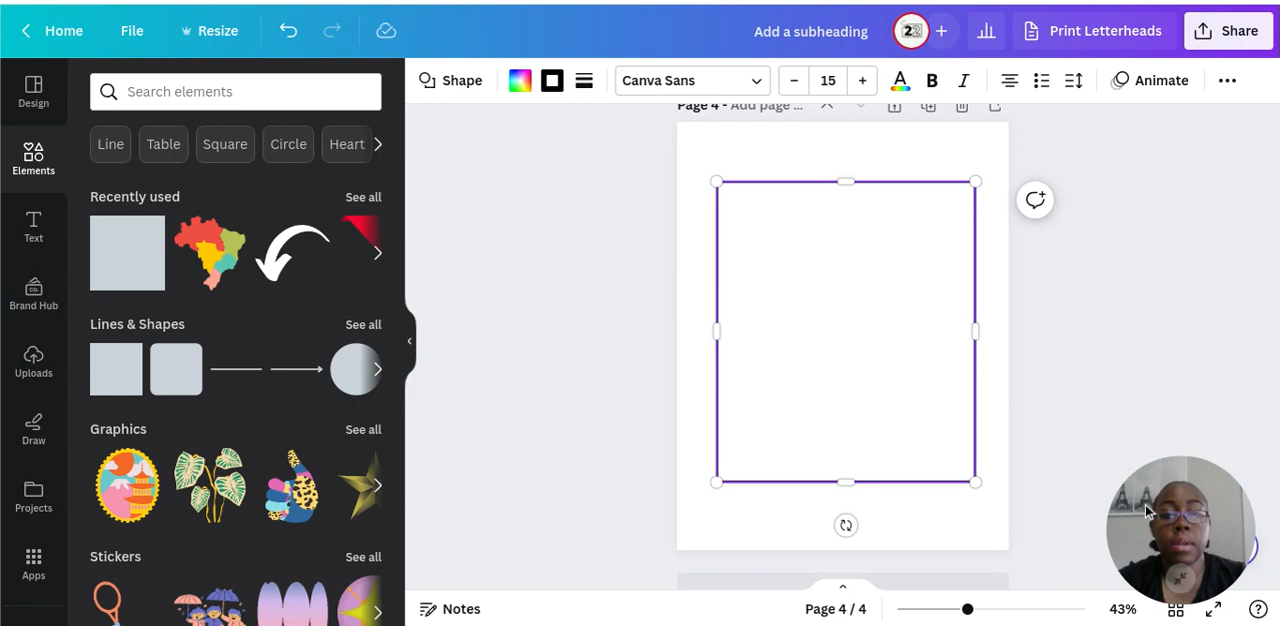 Home
File
Resize
Add a subheading
Print Letterheads
Share
Design
Elements
Text
Brand Hub
Uploads
Draw
Projects
Apps
Search elements
Line
Table
Square
Circle
Heart
Recently used
See all
Lines & Shapes
See all
Graphics
See all
Stickers
See all
Shape
Canva Sans
15
A
B
I
Animate
Page 4 - Add page ...
Notes
Page 4 / 4
43%